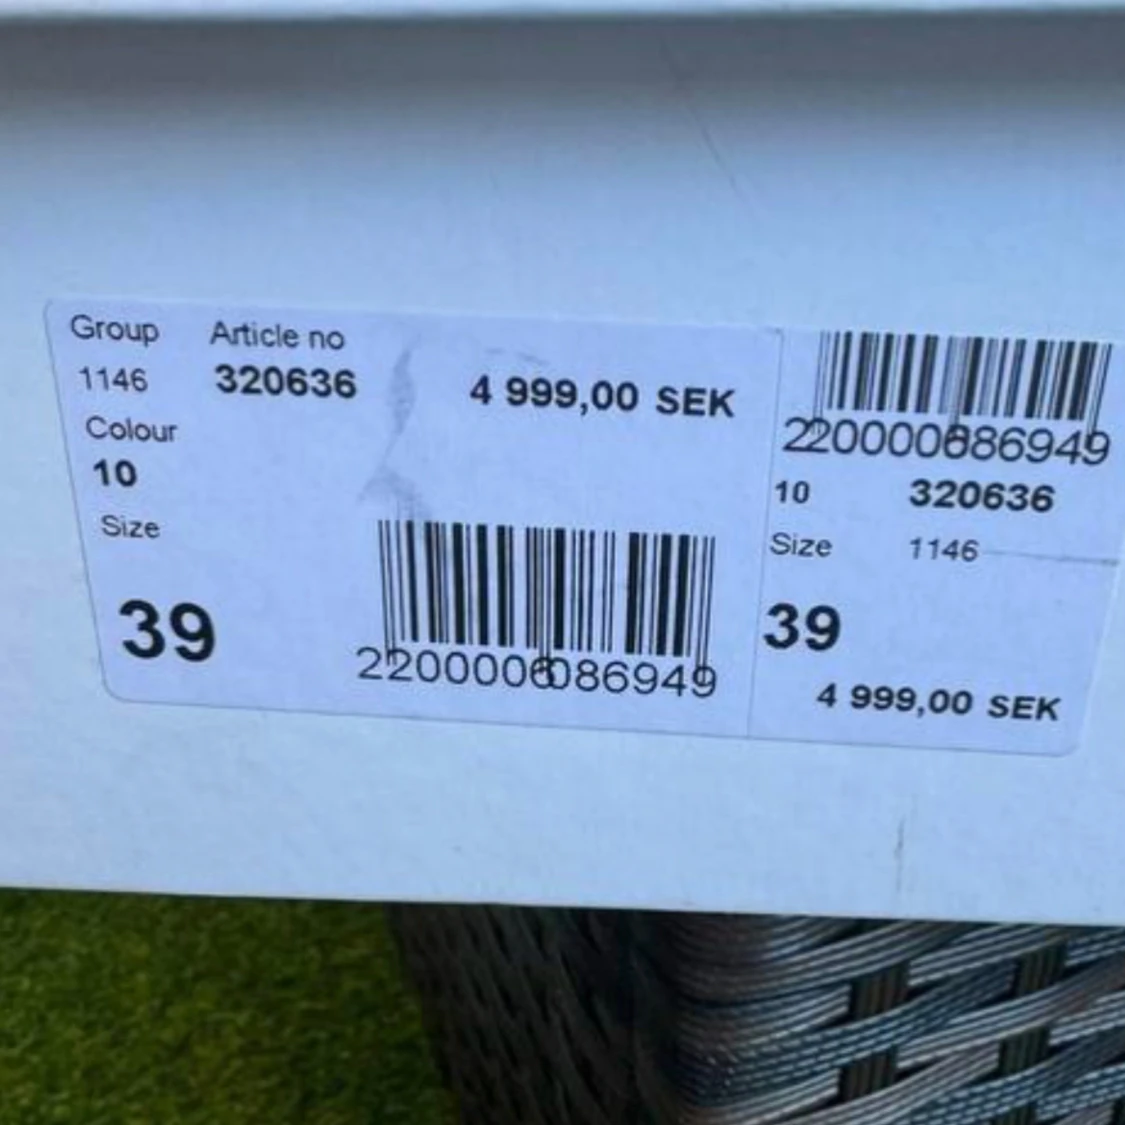 Group Article no
1146 320636 4 999,00 SEK
Colour
10
Size
39
2200006086949
2200006086949
10 320636
Size 1146
39
4 999,00 SEK